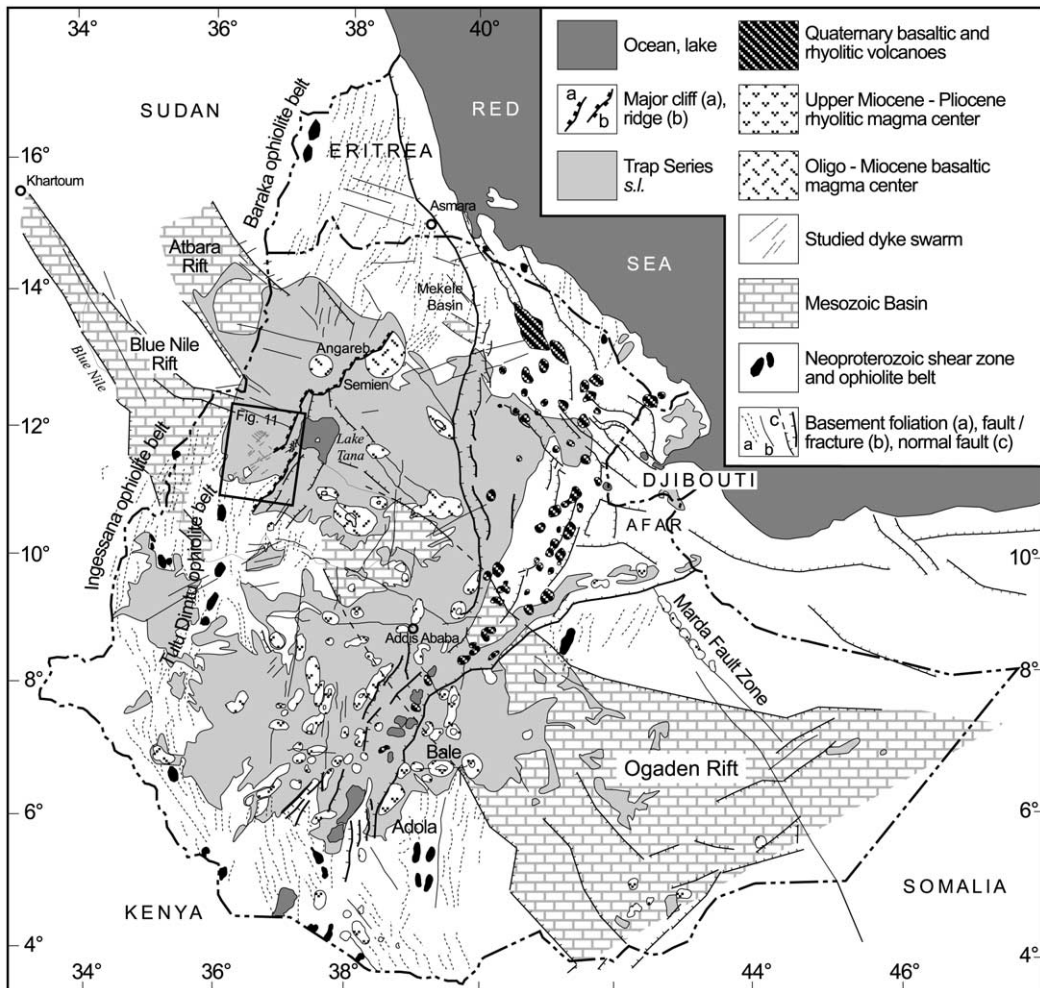 34°
36°
38°
40°
Ocean, lake
a
b
Major cliff (a),
ridge (b)
Trap Series
s.l.
Quaternary basaltic and
rhyolitic volcanoes
Upper Miocene - Pliocene
rhyolitic magma
center
Oligo - Miocene basaltic
magma center
Studied dyke swarm
Mesozoic Basin
Neoproterozoic shear zone
and ophiolite belt
a
b
c
Basement foliation (a), fault /
fracture (b), normal fault (c)
SUDAN
RED
SEA
ERITREA
16°
Khartoum
Baraka ophiolite belt
Asmara
Atbara
Rift
14°
Mekele
Basin
Blue Nile
Rift
Blue Nile
Angareb
Semien
12°
Fig. 11
Lake
Tana
DJIBOUTI
AFAR
Ingessana ophiolite belt
Tulu Dimtu ophiolite belt
10°
10°
Addis Ababa
Marda Fault Zone
8°
8°
Bale
Ogaden Rift
6°
6°
Adola
KENYA
SOMALIA
4°
4°
34°
36°
38°
44°
46°